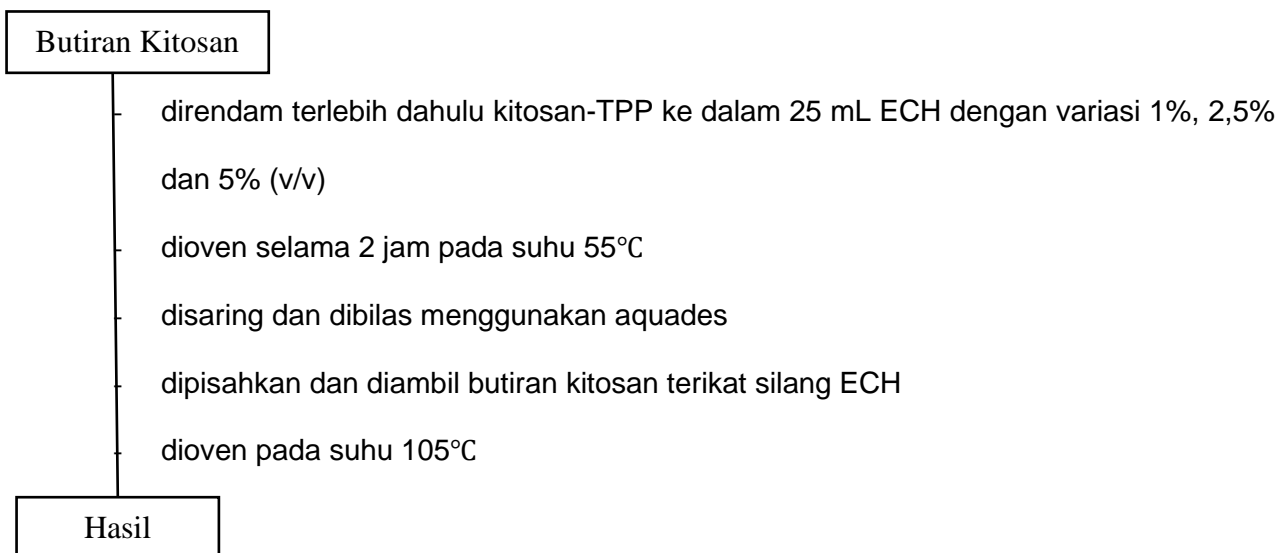 Butiran Kitosan
- direndam terlebih dahulu kitosan-TPP ke dalam 25 mL ECH dengan variasi 1%, 2,5%
dan 5% (v/v)
- dioven selama 2 jam pada suhu 55℃
- disaring dan dibilas menggunakan aquades
- dipisahkan dan diambil butiran kitosan terikat silang ECH
- dioven pada suhu 105℃
Hasil